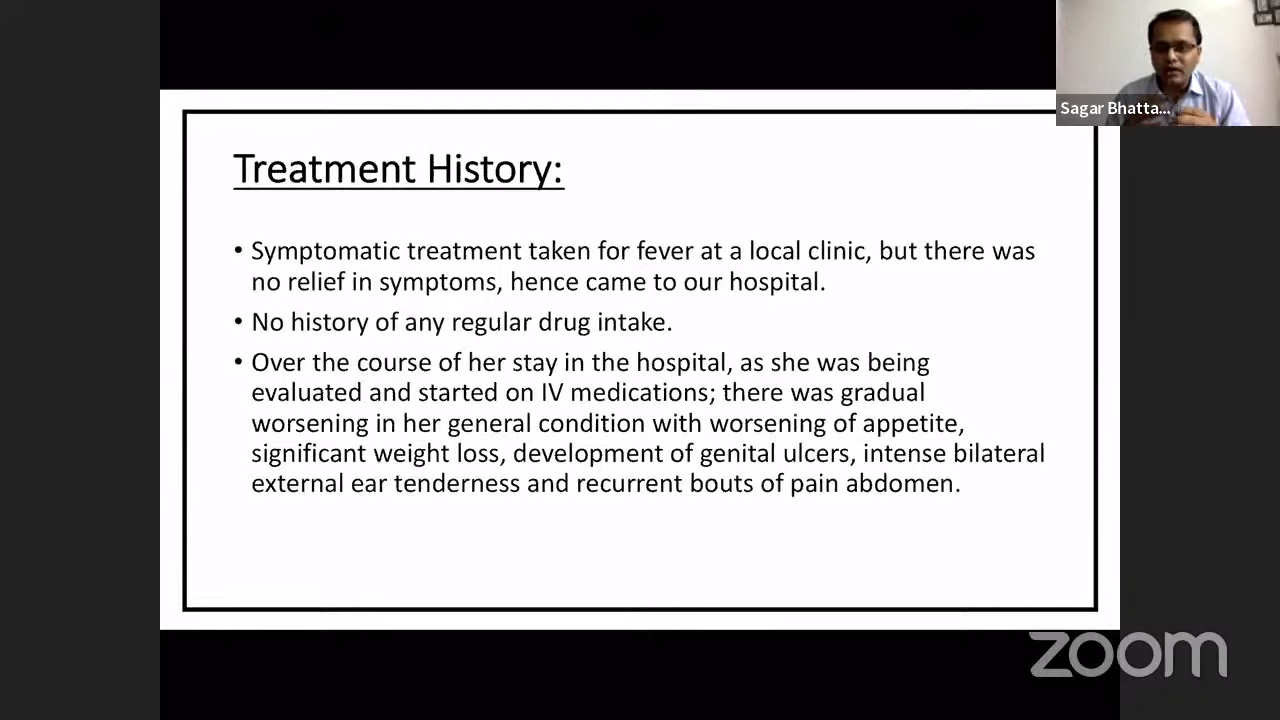 Sagar Bhatta...
Treatment History:
• Symptomatic treatment taken for fever at a local clinic, but there was
no relief in symptoms, hence came to our hospital.
• No history of any regular drug intake.
• Over the course of her stay in the hospital, as she was being
evaluated and started on IV medications; there was gradual
worsening in her general condition with worsening of appetite,
significant weight loss, development of genital ulcers, intense bilateral
external ear tenderness and recurrent bouts of pain abdomen.
zoom